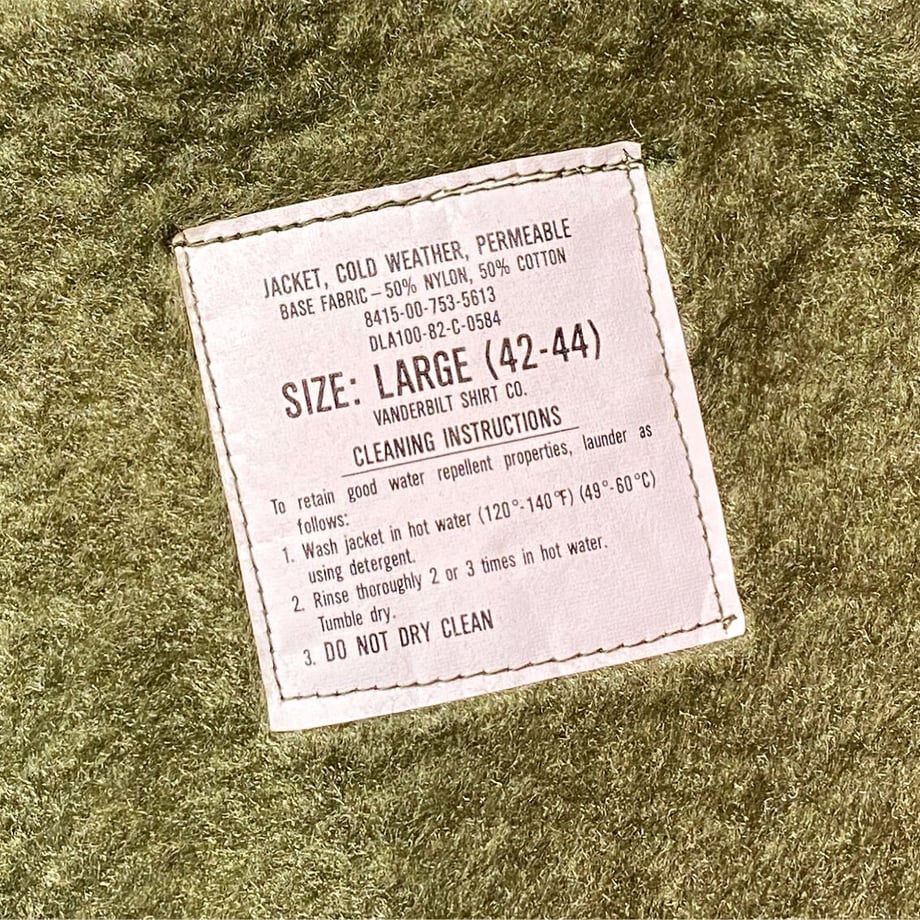 JACKET, COLD WEATHER, PERMEABLE
BASE FABRIC – 50% NYLON, 50% COTTON
8415-00-753-5613
DLA100-82-C-0584
SIZE: LARGE (42-44)
VANDERBILT SHIRT CO.
CLEANING INSTRUCTIONS
To retain good water repellent properties, launder as
follows:
1. Wash jacket in hot water (120°-140°F) (49°-60°C)
using detergent.
2. Rinse thoroughly 2 or 3 times in hot water.
Tumble dry.
3. DO NOT DRY CLEAN